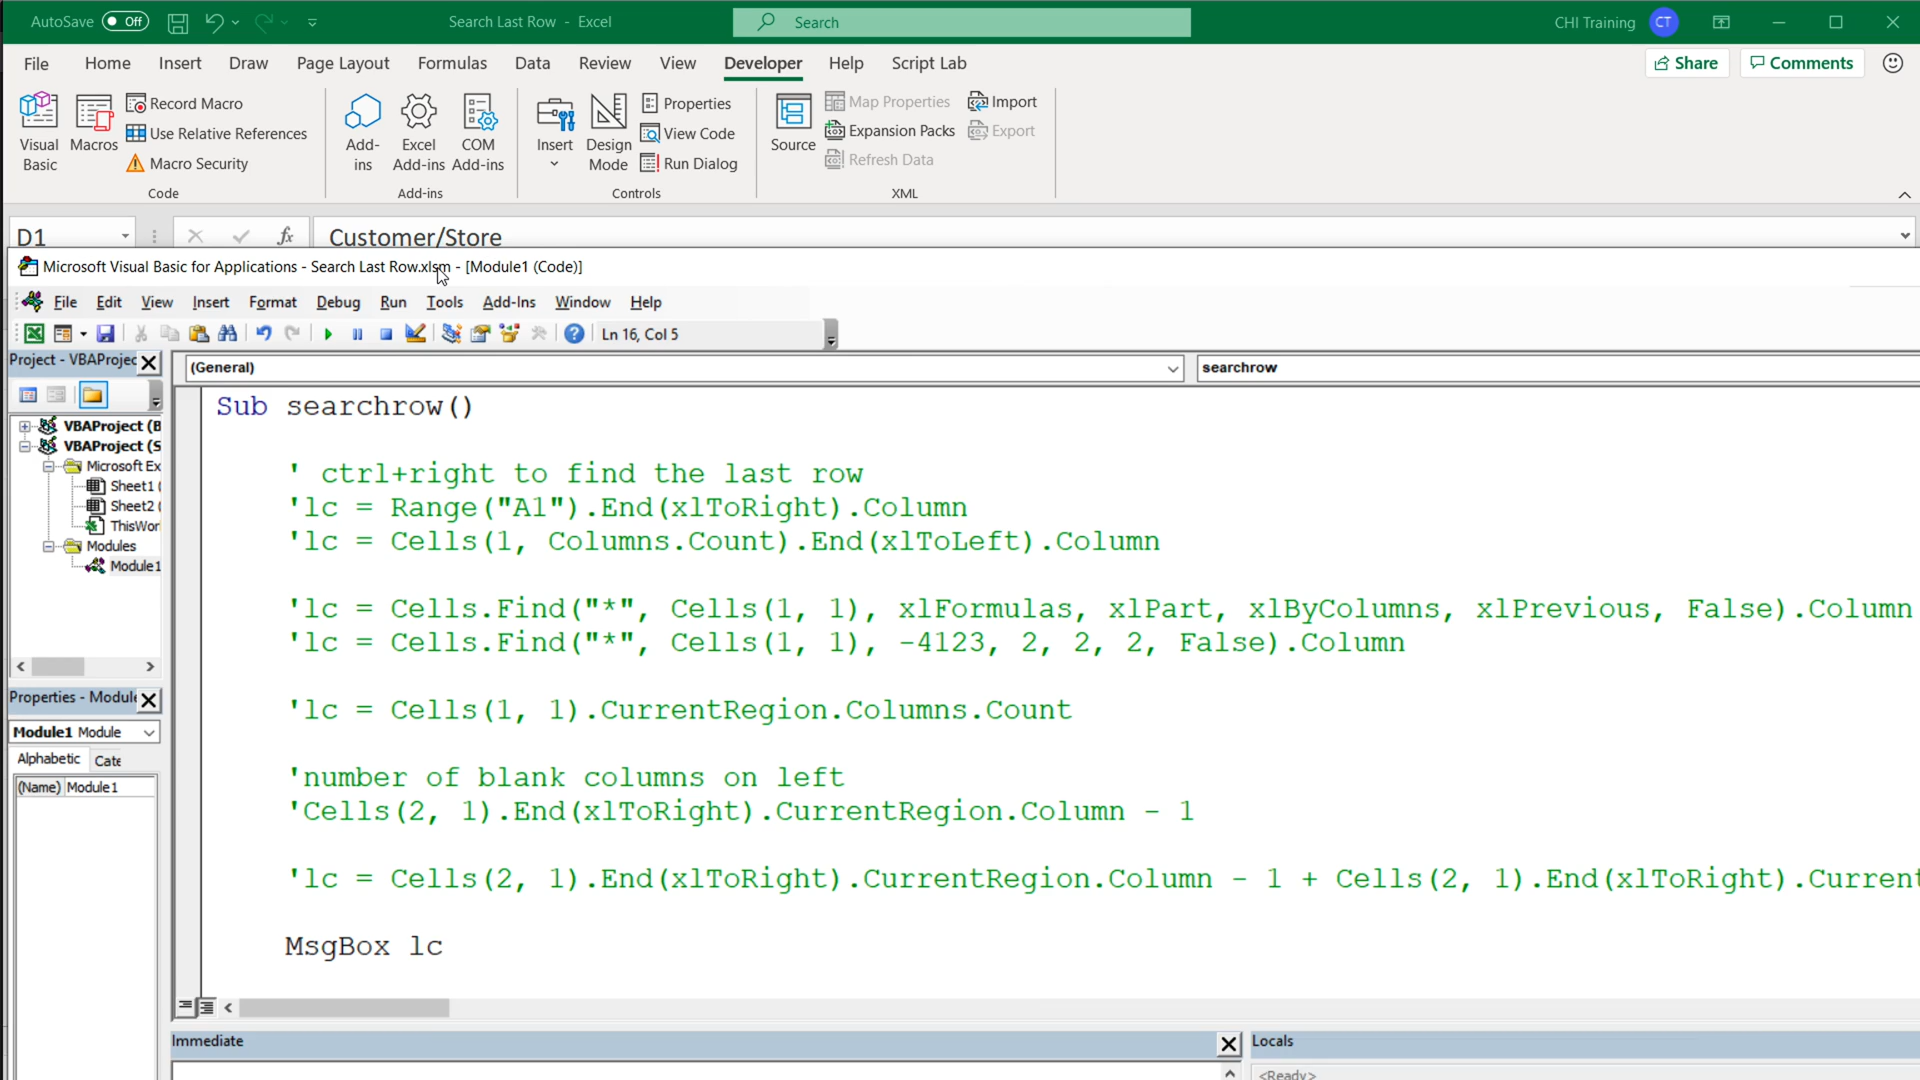 AutoSave Off Search Last Row - Excel Search CHI Training CT
File Home Insert Draw Page Layout Formulas Data Review View Developer Help Script Lab Share Comments
Visual Basic
Macros
Record Macro
Use Relative References
Macro Security
Code
Add-ins
Excel Add-ins
COM Add-ins
Add-ins
Insert
Design Mode
Properties
View Code
Run Dialog
Controls
Source
Map Properties
Expansion Packs
Refresh Data
Import
Export
XML
D1 fx Customer/Store
Microsoft Visual Basic for Applications - Search Last Row.xlsm - [Module1 (Code)]
File Edit View Insert Format Debug Run Tools Add-Ins Window Help
Ln 16, Col 5
Project - VBAProjec
VBAProject (B
VBAProject (S
Microsoft Ex
Sheet1 (
Sheet2 (
ThisWor
Modules
Module1
Properties - Module
Module1 Module
Alphabetic Cate
(Name) Module1
(General) searchrow
Sub searchrow()
' ctrl+right to find the last row
'lc = Range("A1").End(xlToRight).Column
'lc = Cells(1, Columns.Count).End(xlToLeft).Column
'lc = Cells.Find("*", Cells(1, 1), xlFormulas, xlPart, xlByColumns, xlPrevious, False).Column
'lc = Cells.Find("*", Cells(1, 1), -4123, 2, 2, 2, False).Column
'lc = Cells(1, 1).CurrentRegion.Columns.Count
'number of blank columns on left
'Cells(2, 1).End(xlToRight).CurrentRegion.Column - 1
'lc = Cells(2, 1).End(xlToRight).CurrentRegion.Column - 1 + Cells(2, 1).End(xlToRight).Current
MsgBox lc
Immediate
Locals
<Ready>